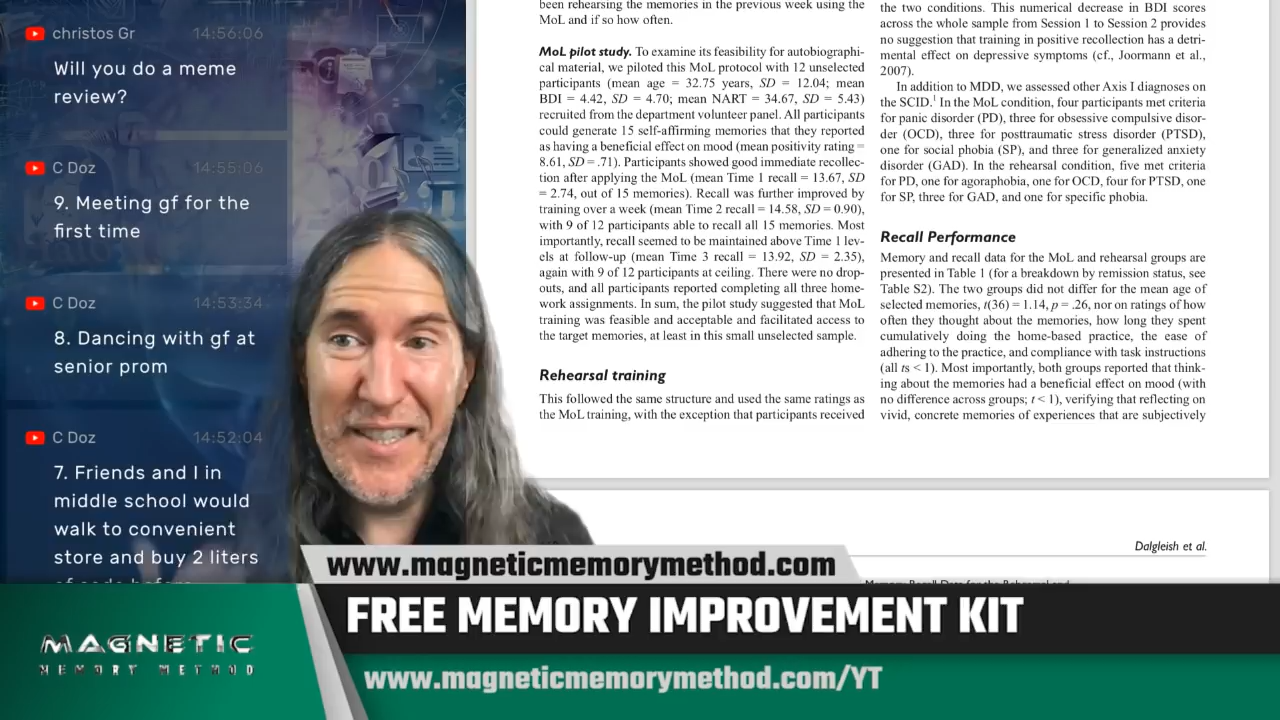 christos Gr 14:56:06
Will you do a meme
review?
C Doz 14:55:06
9. Meeting gf for the
first time
C Doz 14:53:34
8. Dancing with gf at
senior prom
C Doz 14:52:04
7. Friends and I in
middle school would
walk to convenient
store and buy 2 liters
been rehearsing the memories in the previous week using the
MoL and if so how often.
MoL pilot study. To examine its feasibility for autobiographi-
cal material, we piloted this MoL protocol with 12 unselected
participants (mean age = 32.75 years, SD = 12.04; mean
BDI = 4.42, SD = 4.70; mean NART = 34.67, SD = 5.43)
recruited from the department volunteer panel. All participants
could generate 15 self-affirming memories that they reported
as having a beneficial effect on mood (mean positivity rating =
8.61, SD = .71). Participants showed good immediate recollec-
tion after applying the MoL (mean Time 1 recall = 13.67, SD
= 2.74, out of 15 memories). Recall was further improved by
training over a week (mean Time 2 recall = 14.58, SD = 0.90),
with 9 of 12 participants able to recall all 15 memories. Most
importantly, recall seemed to be maintained above Time 1 lev-
els at follow-up (mean Time 3 recall = 13.92, SD = 2.35),
again with 9 of 12 participants at ceiling. There were no drop-
outs, and all participants reported completing all three home-
work assignments. In sum, the pilot study suggested that MoL
training was feasible and acceptable and facilitated access to
the target memories, at least in this small unselected sample.
Rehearsal training
This followed the same structure and used the same ratings as
the MoL training, with the exception that participants received
the two conditions. This numerical decrease in BDI scores
across the whole sample from Session 1 to Session 2 provides
no suggestion that training in positive recollection has a detri-
mental effect on depressive symptoms (cf., Joormann et al.,
2007).
In addition to MDD, we assessed other Axis I diagnoses on
the SCID.1 In the MoL condition, four participants met criteria
for panic disorder (PD), three for obsessive compulsive disor-
der (OCD), three for posttraumatic stress disorder (PTSD),
one for social phobia (SP), and three for generalized anxiety
disorder (GAD). In the rehearsal condition, five met criteria
for PD, one for agoraphobia, one for OCD, four for PTSD, one
for SP, three for GAD, and one for specific phobia.
Recall Performance
Memory and recall data for the MoL and rehearsal groups are
presented in Table 1 (for a breakdown by remission status, see
Table S2). The two groups did not differ for the mean age of
selected memories, t(36) = 1.14, p = .26, nor on ratings of how
often they thought about the memories, how long they spent
cumulatively doing the home-based practice, the ease of
adhering to the practice, and compliance with task instructions
(all ts < 1). Most importantly, both groups reported that think-
ing about the memories had a beneficial effect on mood (with
no difference across groups; t < 1), verifying that reflecting on
vivid, concrete memories of experiences that are subjectively
Dalgleish et al.
www.magneticmemorymethod.com
FREE MEMORY IMPROVEMENT KIT
www.magneticmemorymethod.com/YT
MAGNETIC
MEMORY METHOD